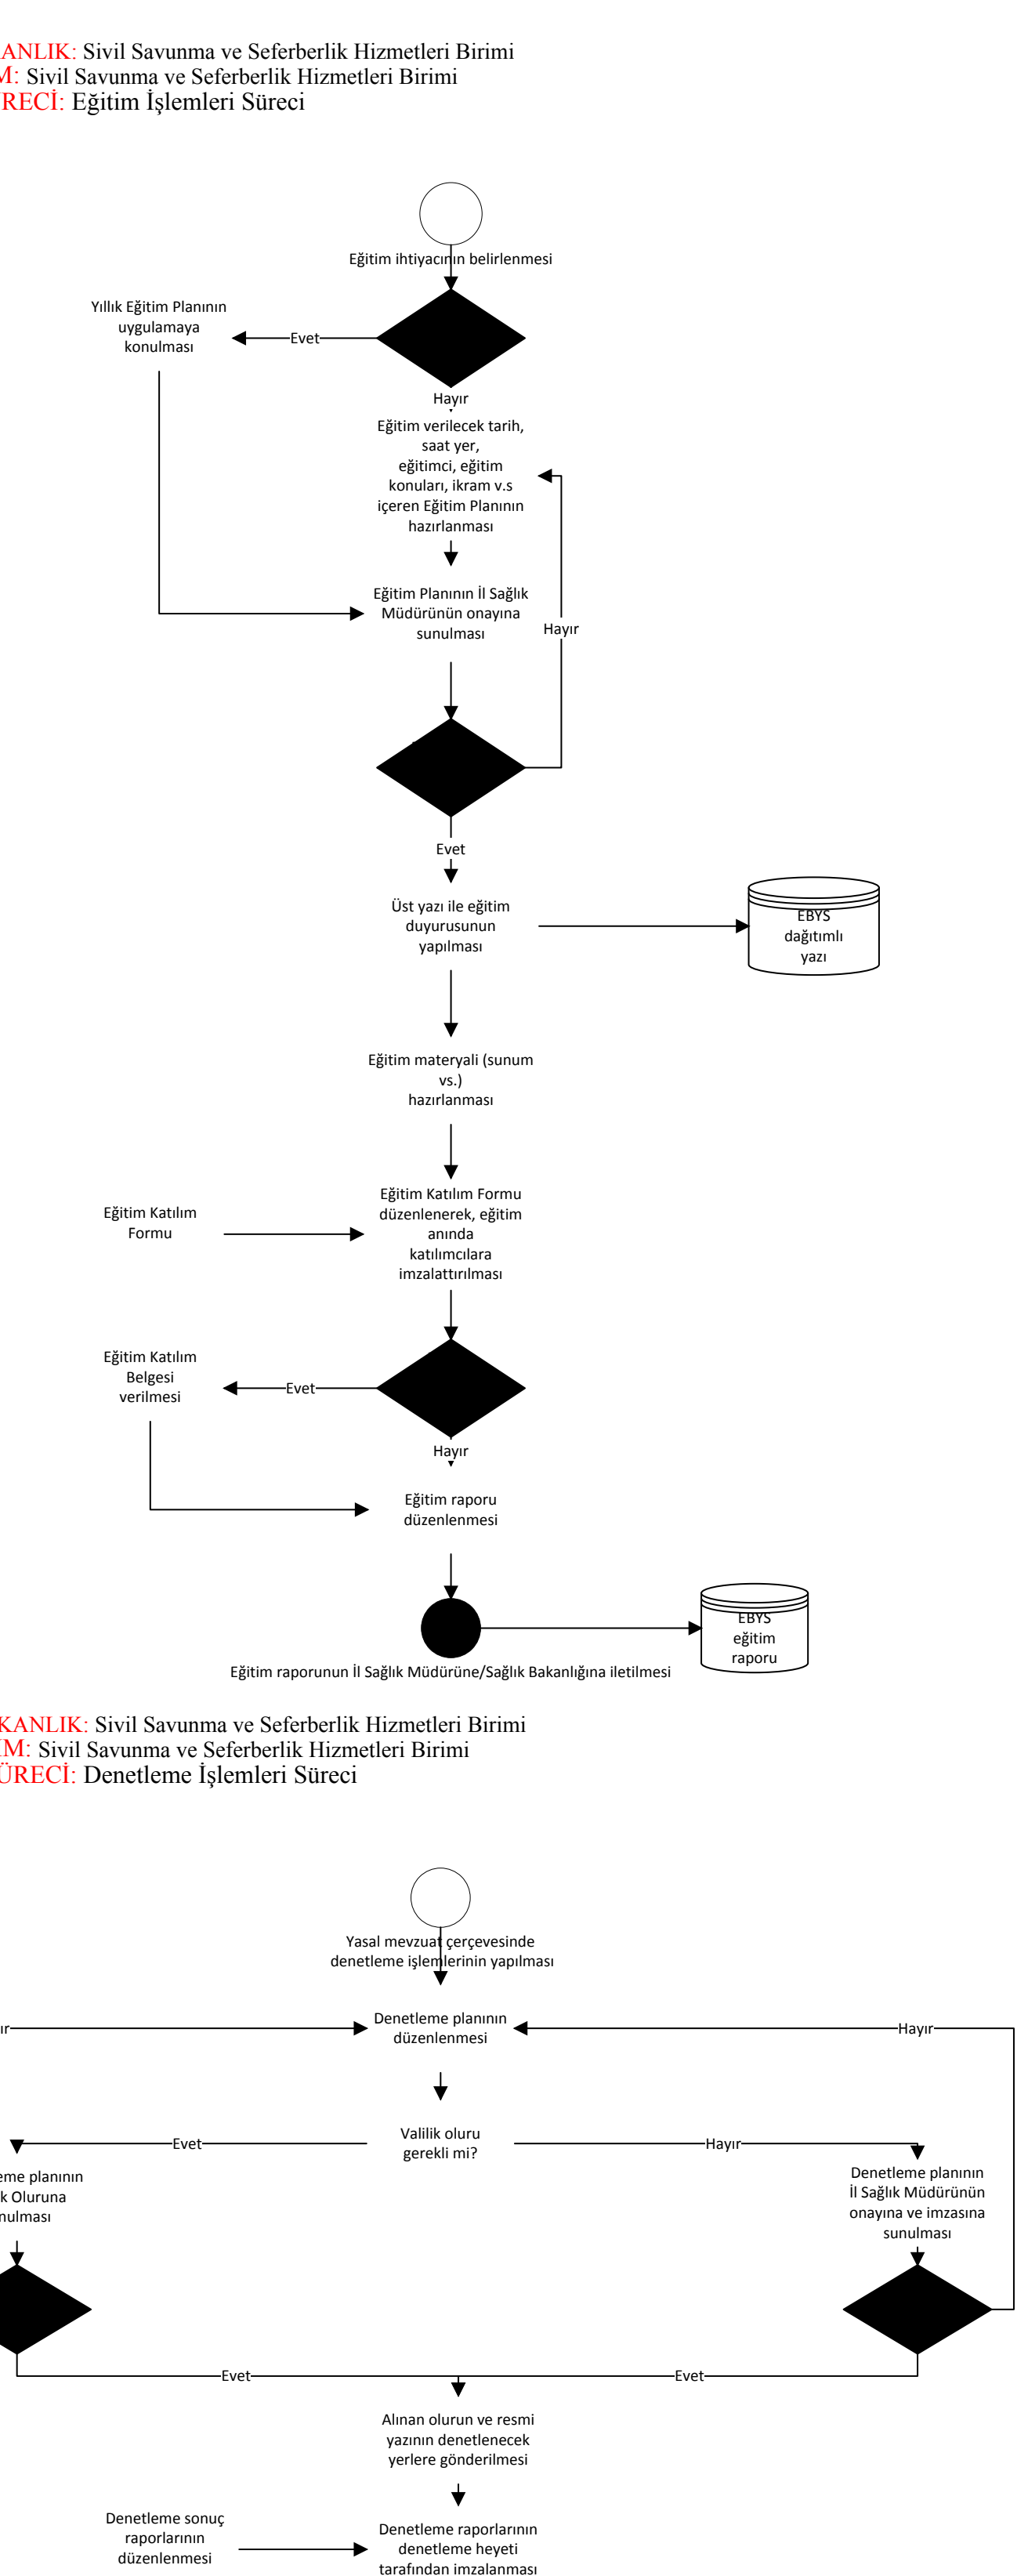 ANLIK: Sivil Savunma ve Seferberlik Hizmetleri Birimi
M: Sivil Savunma ve Seferberlik Hizmetleri Birimi
RECİ: Eğitim İşlemleri Süreci
Eğitim ihtiyacının belirlenmesi
Yıllık Eğitim Planının
uygulamaya
konulması
Evet
Hayır
Eğitim verilecek tarih,
saat yer,
eğitimci, eğitim
konuları, ikram v.s
içeren Eğitim Planının
hazırlanması
Eğitim Planının İl Sağlık
Müdürünün onayına
sunulması
Hayır
Evet
Üst yazı ile eğitim
duyurusunun
yapılması
EBYS
dağıtımlı
yazı
Eğitim materyali (sunum
vs.)
hazırlanması
Eğitim Katılım
Formu
Eğitim Katılım Formu
düzenlenerek, eğitim
anında
katılımcılara
imzalattırılması
Eğitim Katılım
Belgesi
verilmesi
Evet
Hayır
Eğitim raporu
düzenlenmesi
EBYS
eğitim
raporu
Eğitim raporunun İl Sağlık Müdürüne/Sağlık Bakanlığına iletilmesi
KANLIK: Sivil Savunma ve Seferberlik Hizmetleri Birimi
İM: Sivil Savunma ve Seferberlik Hizmetleri Birimi
ÜRECİ: Denetleme İşlemleri Süreci
Yasal mevzuat çerçevesinde
denetleme işlemlerinin yapılması
ır
Denetleme planının
düzenlenmesi
Hayır
Evet
Valilik oluru
gerekli mi?
Hayır
eme planının
k Oluruna
nulması
Denetleme planının
İl Sağlık Müdürünün
onayına ve imzasına
sunulması
Evet
Evet
Alınan olurun ve resmi
yazının denetlenecek
yerlere gönderilmesi
Denetleme sonuç
raporlarının
düzenlenmesi
Denetleme raporlarının
denetleme heyeti
tarafından imzalanması